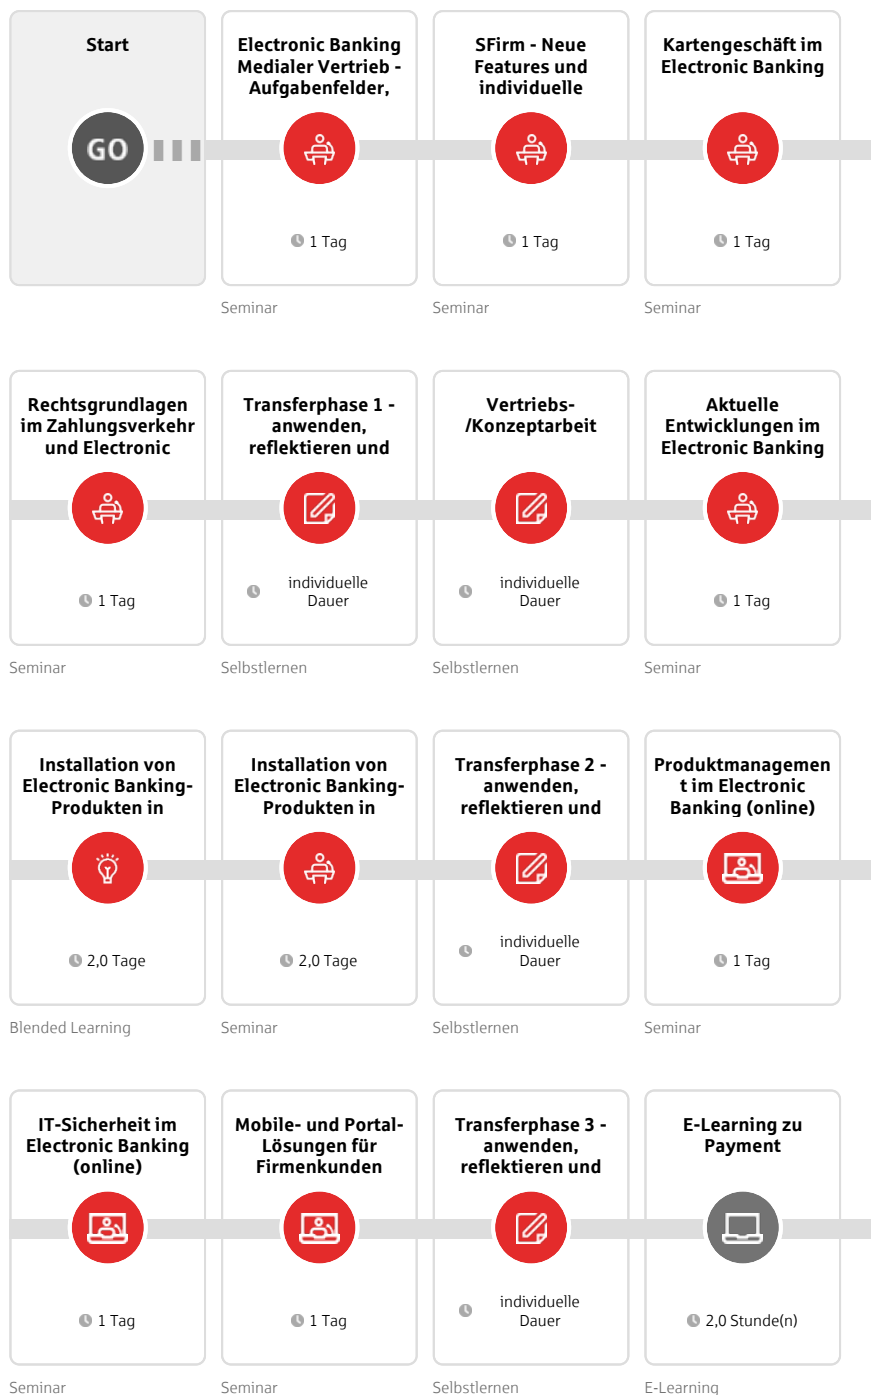 Start
GO
Electronic Banking
Medialer Vertrieb -
Aufgabenfelder,
1 Tag
Seminar
SFirm - Neue
Features und
individuelle
1 Tag
Seminar
Kartengeschäft im
Electronic Banking
1 Tag
Seminar
Rechtsgrundlagen
im Zahlungsverkehr
und Electronic
1 Tag
Seminar
Transferphase 1 -
anwenden,
reflektieren und
individuelle
Dauer
Selbstlernen
Vertriebs-
/Konzeptarbeit
individuelle
Dauer
Selbstlernen
Aktuelle
Entwicklungen im
Electronic Banking
1 Tag
Seminar
Installation von
Electronic Banking-
Produkten in
2,0 Tage
Blended Learning
Installation von
Electronic Banking-
Produkten in
2,0 Tage
Seminar
Transferphase 2 -
anwenden,
reflektieren und
individuelle
Dauer
Selbstlernen
Produktmanagemen
t im Electronic
Banking (online)
1 Tag
Seminar
IT-Sicherheit im
Electronic Banking
(online)
1 Tag
Seminar
Mobile- und Portal-
Lösungen für
Firmenkunden
1 Tag
Seminar
Transferphase 3 -
anwenden,
reflektieren und
individuelle
Dauer
Selbstlernen
E-Learning zu
Payment
2,0 Stunde(n)
E-Learning